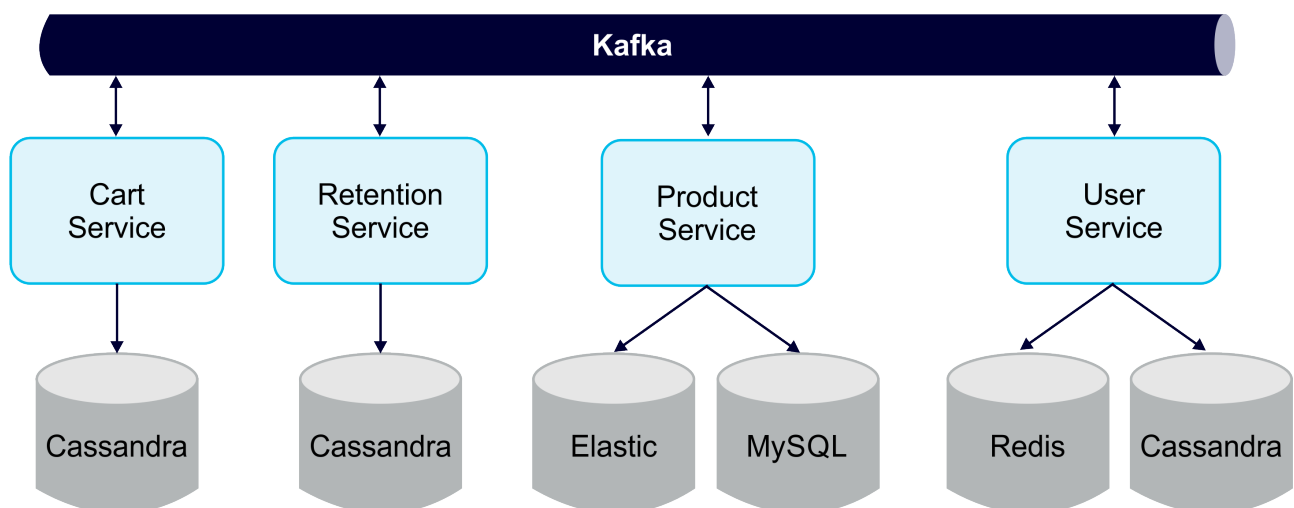 Kafka
Cart
Service
Retention
Service
Product
Service
User
Service
Cassandra
Cassandra
Elastic
MySQL
Redis
Cassandra